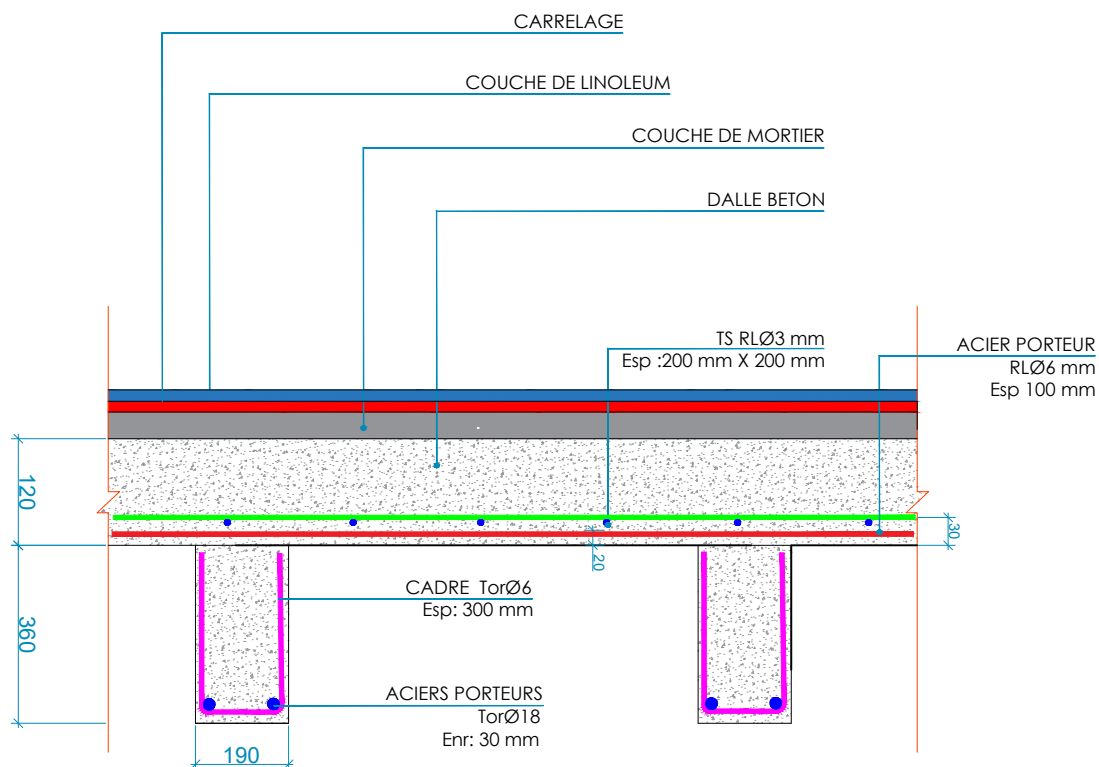 CARRELAGE
COUCHE DE LINOLEUM
COUCHE DE MORTIER
DALLE BETON
TS RLØ3 mm
Esp :200 mm X 200 mm
ACIER PORTEUR
RLØ6 mm
Esp 100 mm
120
30
20
360
CADRE TorØ6
Esp: 300 mm
ACIERS PORTEURS
TorØ18
Enr: 30 mm
190